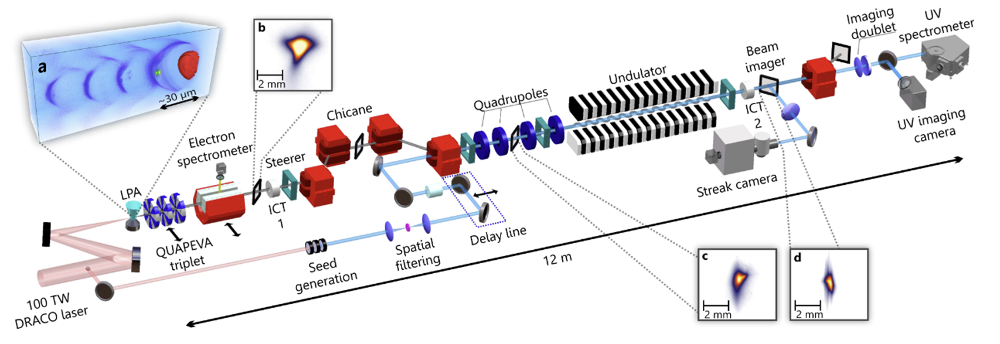 a
~30 µm
b
2 mm
Electron
spectrometer
LPA
QUAPEVA
triplet
100 TW
DRACO laser
Steerer
ICT
1
Chicane
Seed
generation
Spatial
filtering
Delay line
Quadrupoles
Undulator
12 m
Beam
imager
ICT
2
Streak camera
Imaging
doublet
UV
spectrometer
UV imaging
camera
c
2 mm
d
2 mm